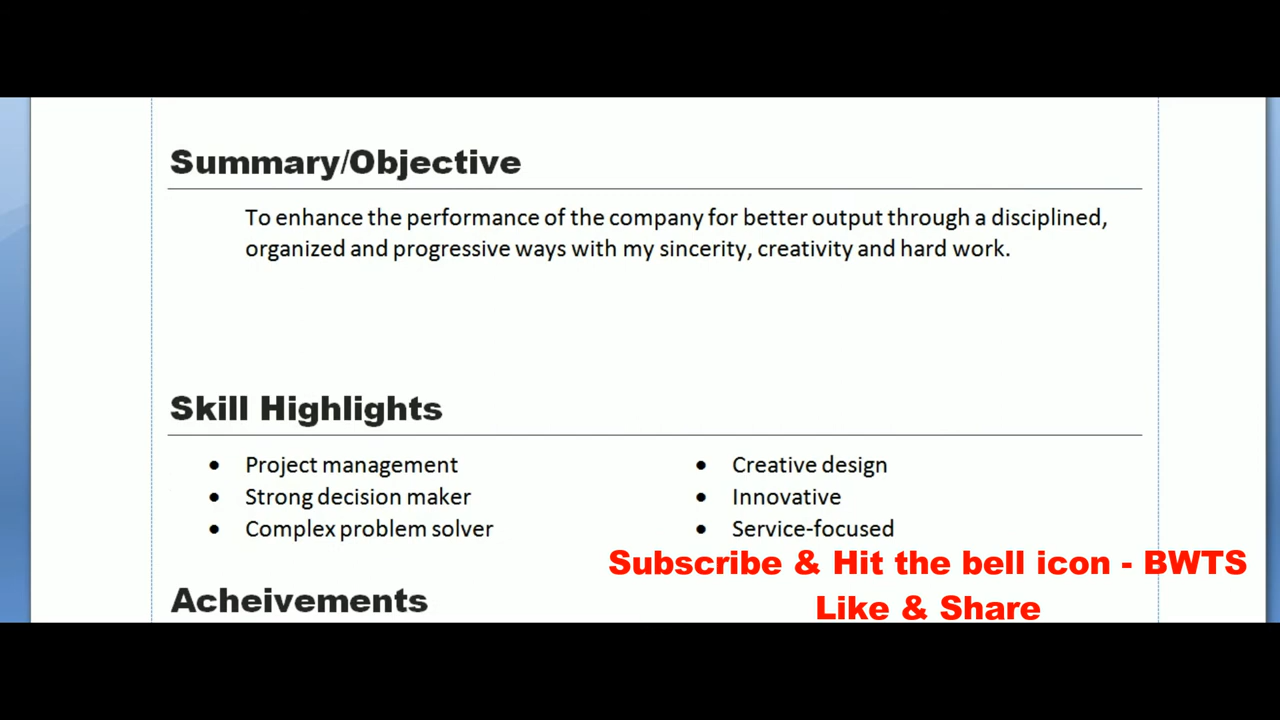 Summary/Objective
To enhance the performance of the company for better output through a disciplined,
organized and progressive ways with my sincerity, creativity and hard work.
Skill Highlights
• Project management
• Strong decision maker
• Complex problem solver
• Creative design
• Innovative
• Service-focused
Subscribe & Hit the bell icon - BWTS
Like & Share
Acheivements